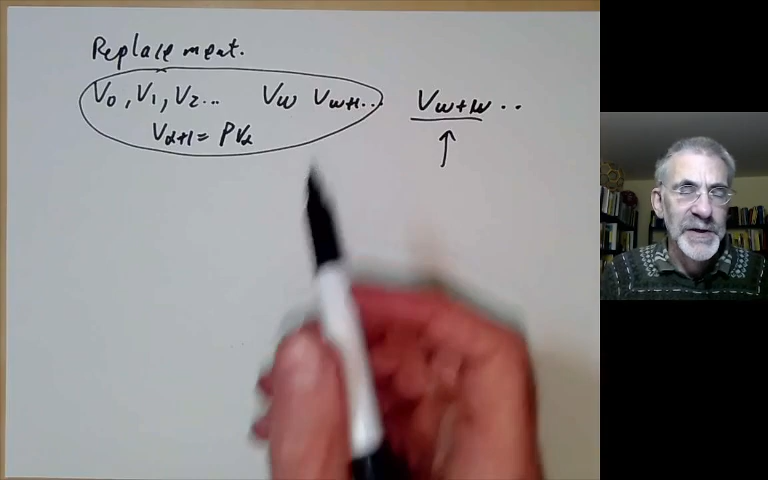 Replacement.
V₀, V₁, V₂... Vω Vω+1... Vω+ω ..
Vα+1 = PVα